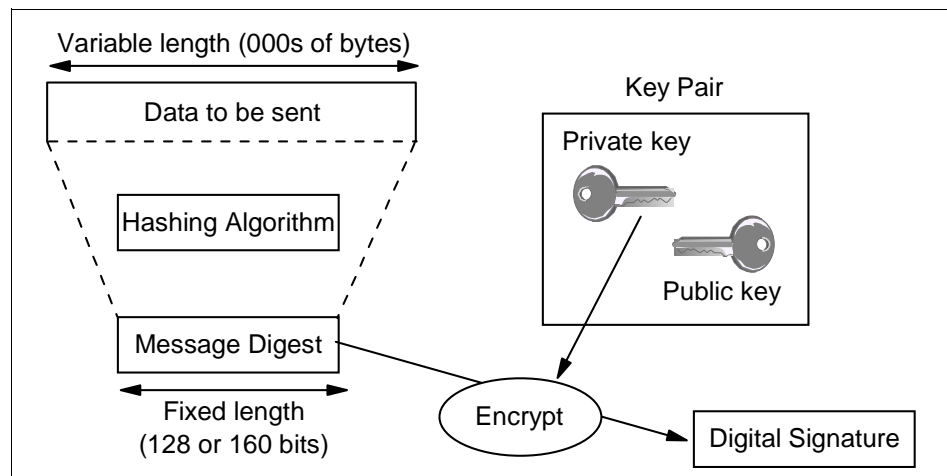 Variable length (000s of bytes)
Data to be sent
Hashing Algorithm
Message Digest
Fixed length
(128 or 160 bits)
Key Pair
Private key
Public key
Encrypt
Digital Signature